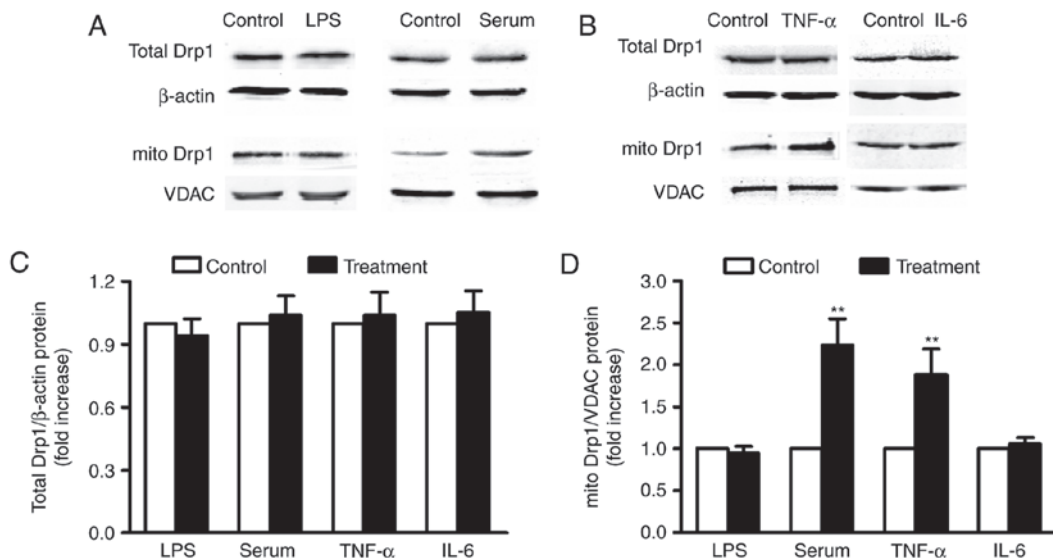 A
Control LPS Control Serum
Total Drp1
β-actin
mito Drp1
VDAC
B
Control TNF-α Control IL-6
Total Drp1
β-actin
mito Drp1
VDAC
C
Control Treatment
Total Drp1/β-actin protein
(fold increase)
1.2
0.9
0.6
0.3
0.0
LPS Serum TNF-α IL-6
D
Control Treatment
mito Drp1/VDAC protein
(fold increase)
3.0
2.5
2.0
1.5
1.0
0.5
0.0
** **
LPS Serum TNF-α IL-6